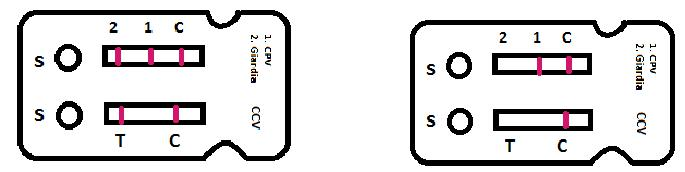 2 1 C
S
1. CPV
2. Giardia
S
CCV
T C
2 1 C
S
1. CPV
2. Giardia
S
CCV
T C